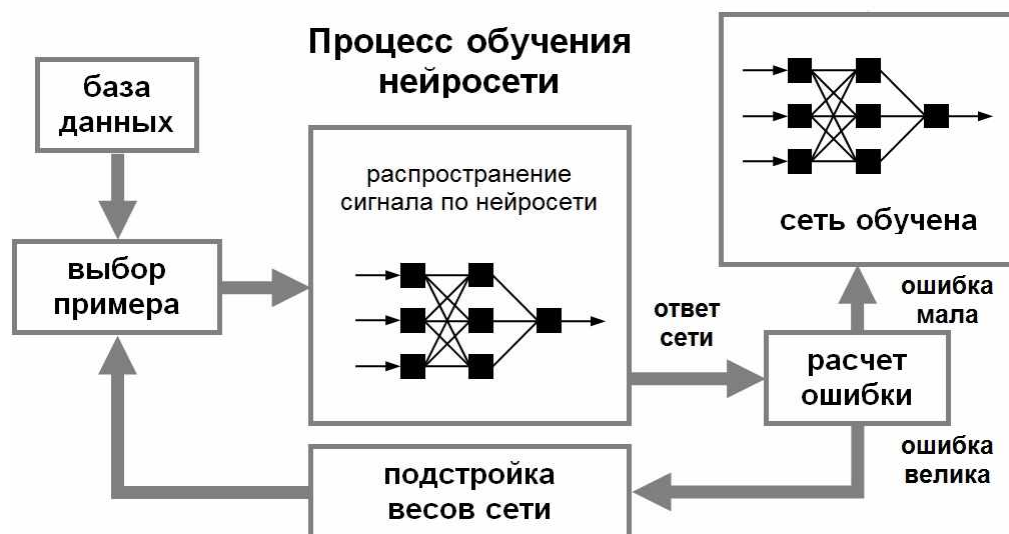 Процесс обучения
нейросети
база
данных
выбор
примера
распространение
сигнала по нейросети
ответ
сети
расчет
ошибки
ошибка
мала
сеть обучена
ошибка
велика
подстройка
весов сети